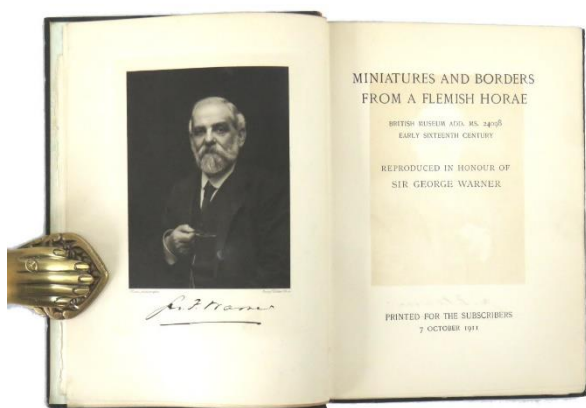 G. F. Warner
MINIATURES AND BORDERS
FROM A FLEMISH HORAE
BRITISH MUSEUM ADD. MS. 24098
EARLY SIXTEENTH CENTURY
REPRODUCED IN HONOUR OF
SIR GEORGE WARNER
PRINTED FOR THE SUBSCRIBERS
7 OCTOBER 1911